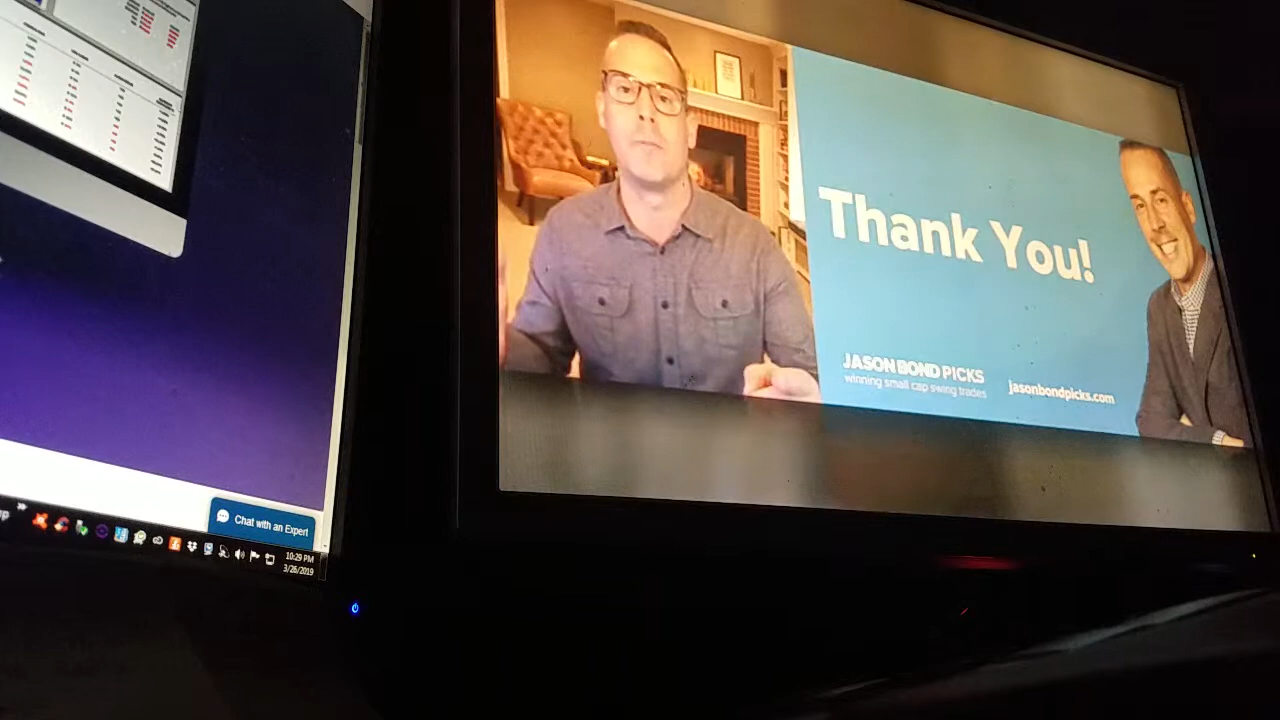 Thank You!
JASON BOND PICKS
winning small cap swing trades
jasonbondpicks.com
Chat with an Expert
10:29 PM
3/26/2019